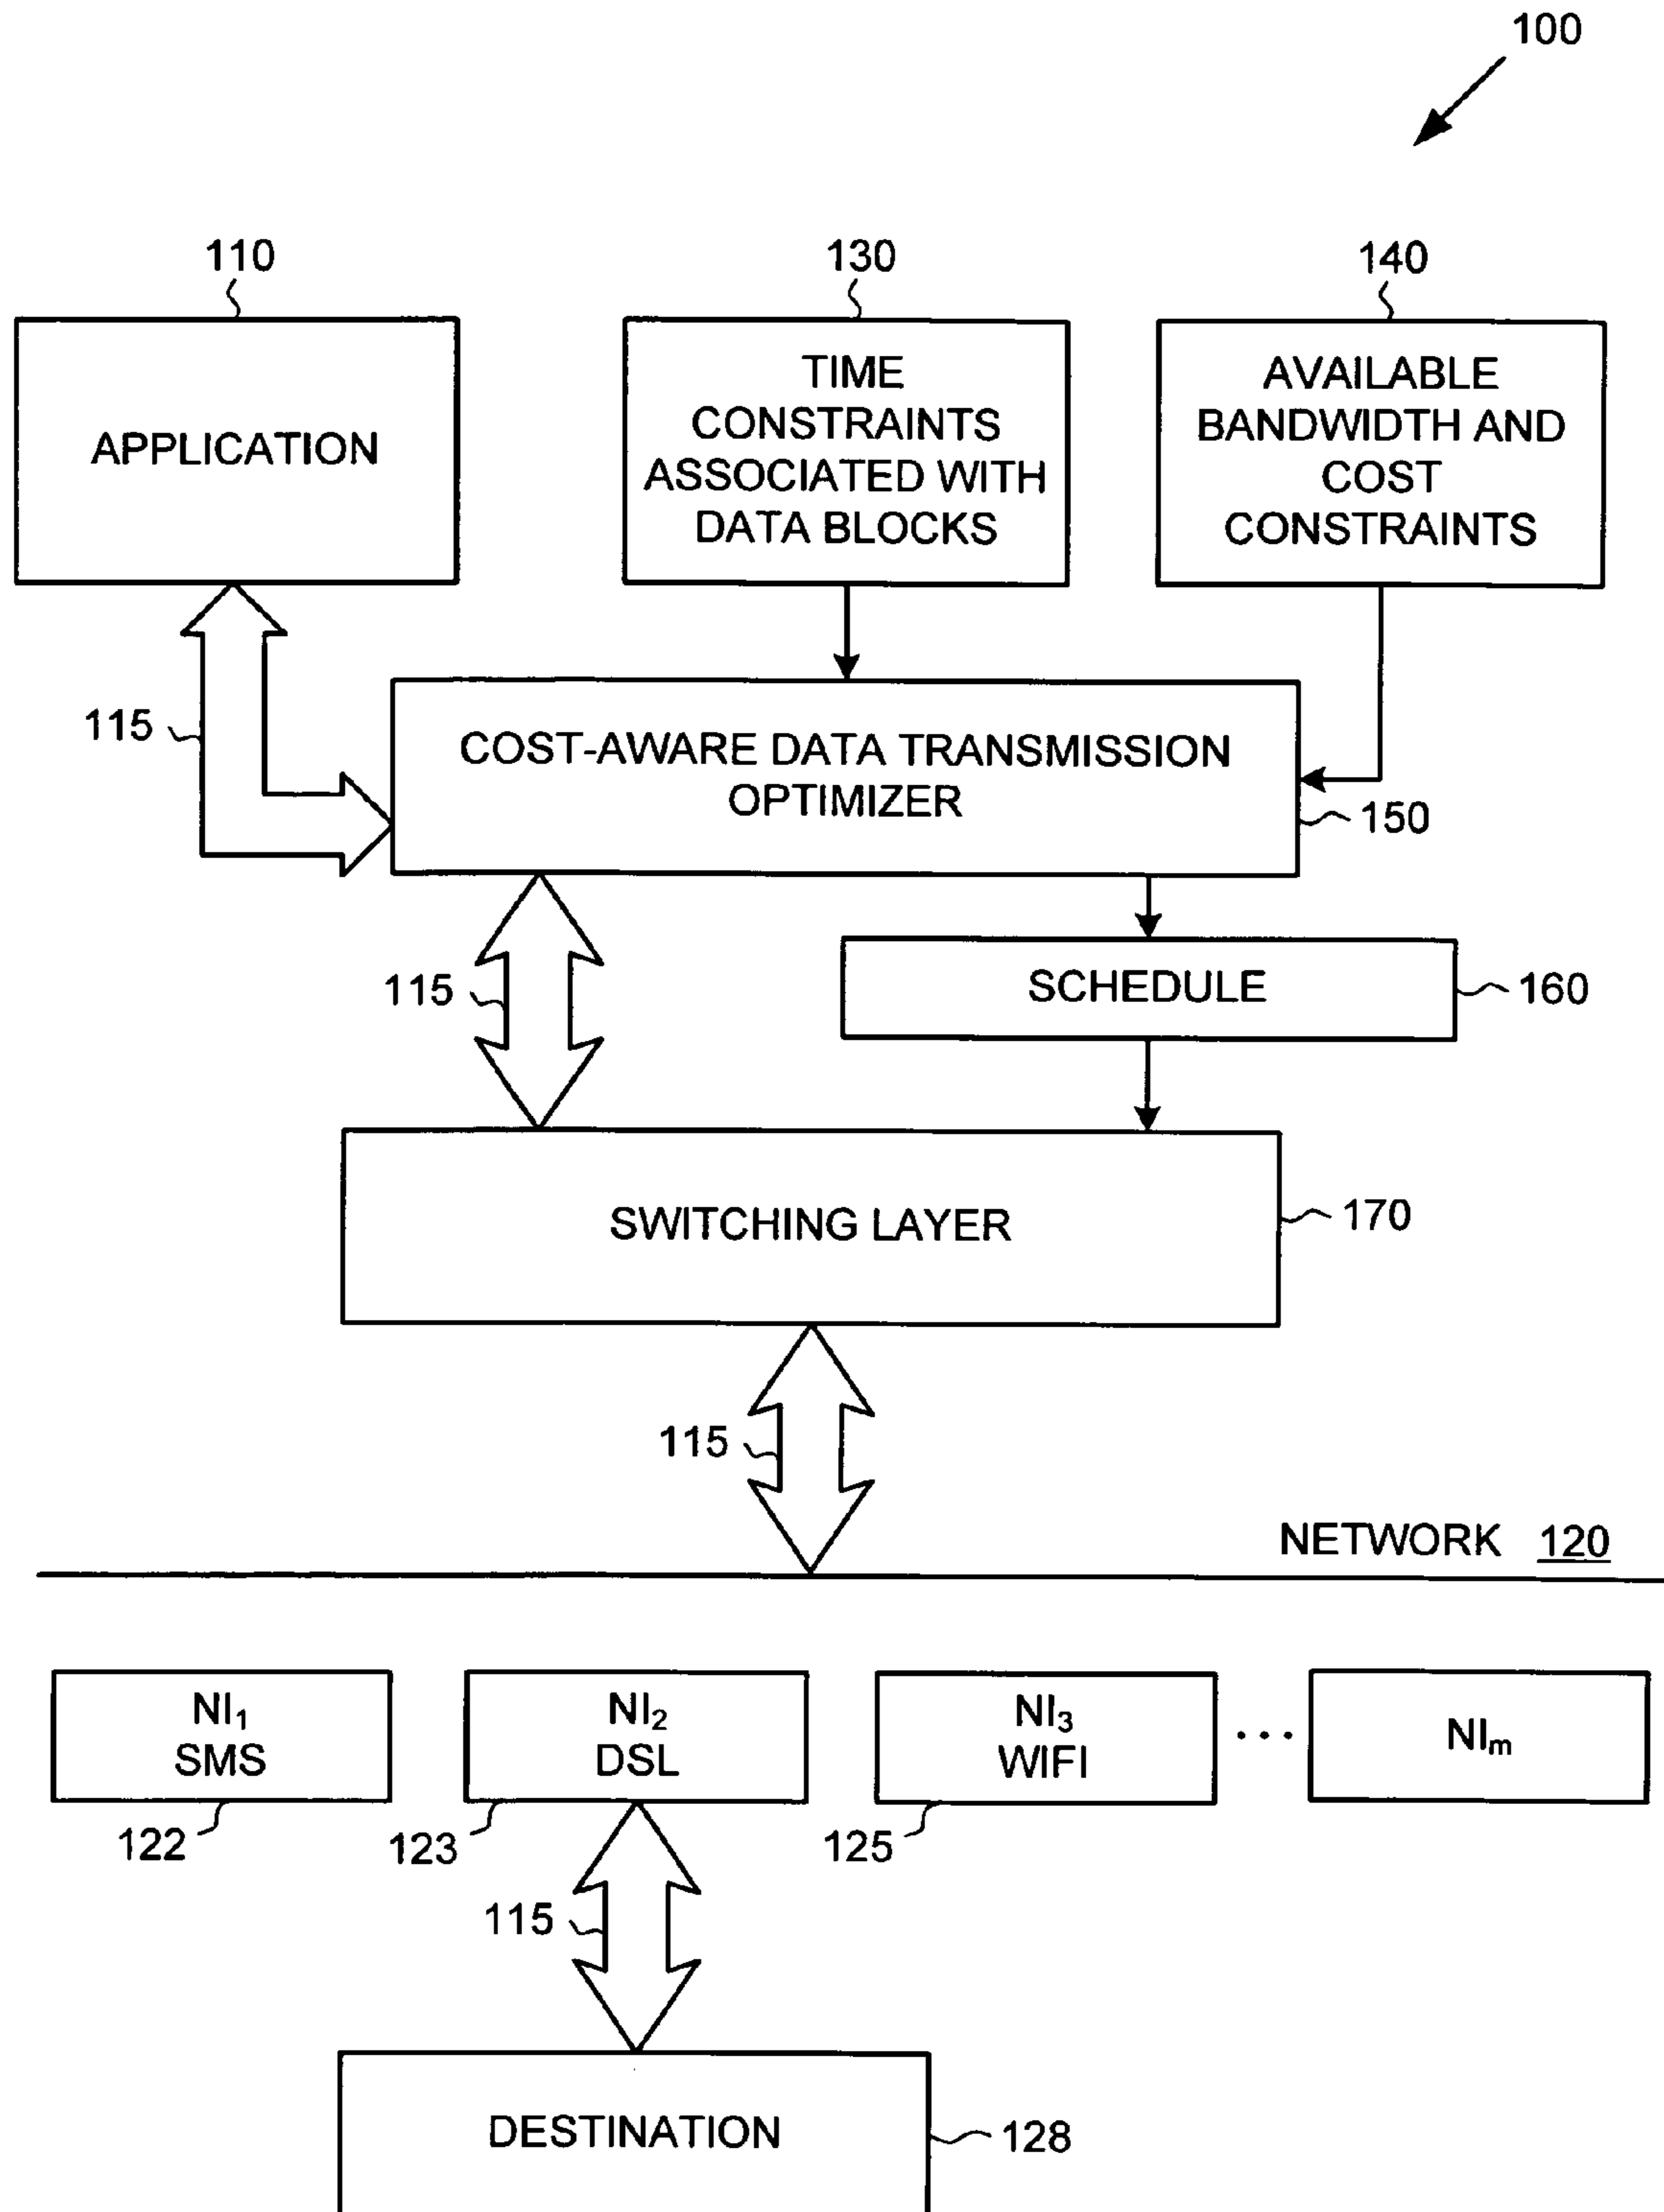 100
110
130
140
APPLICATION
TIME
CONSTRAINTS
ASSOCIATED WITH
DATA BLOCKS
AVAILABLE
BANDWIDTH AND
COST
CONSTRAINTS
115
COST-AWARE DATA TRANSMISSION
OPTIMIZER
150
115
SCHEDULE
160
SWITCHING LAYER
170
115
NETWORK 120
NI₁
SMS
NI₂
DSL
NI₃
WIFI
...
NIₘ
122
123
125
115
DESTINATION
128